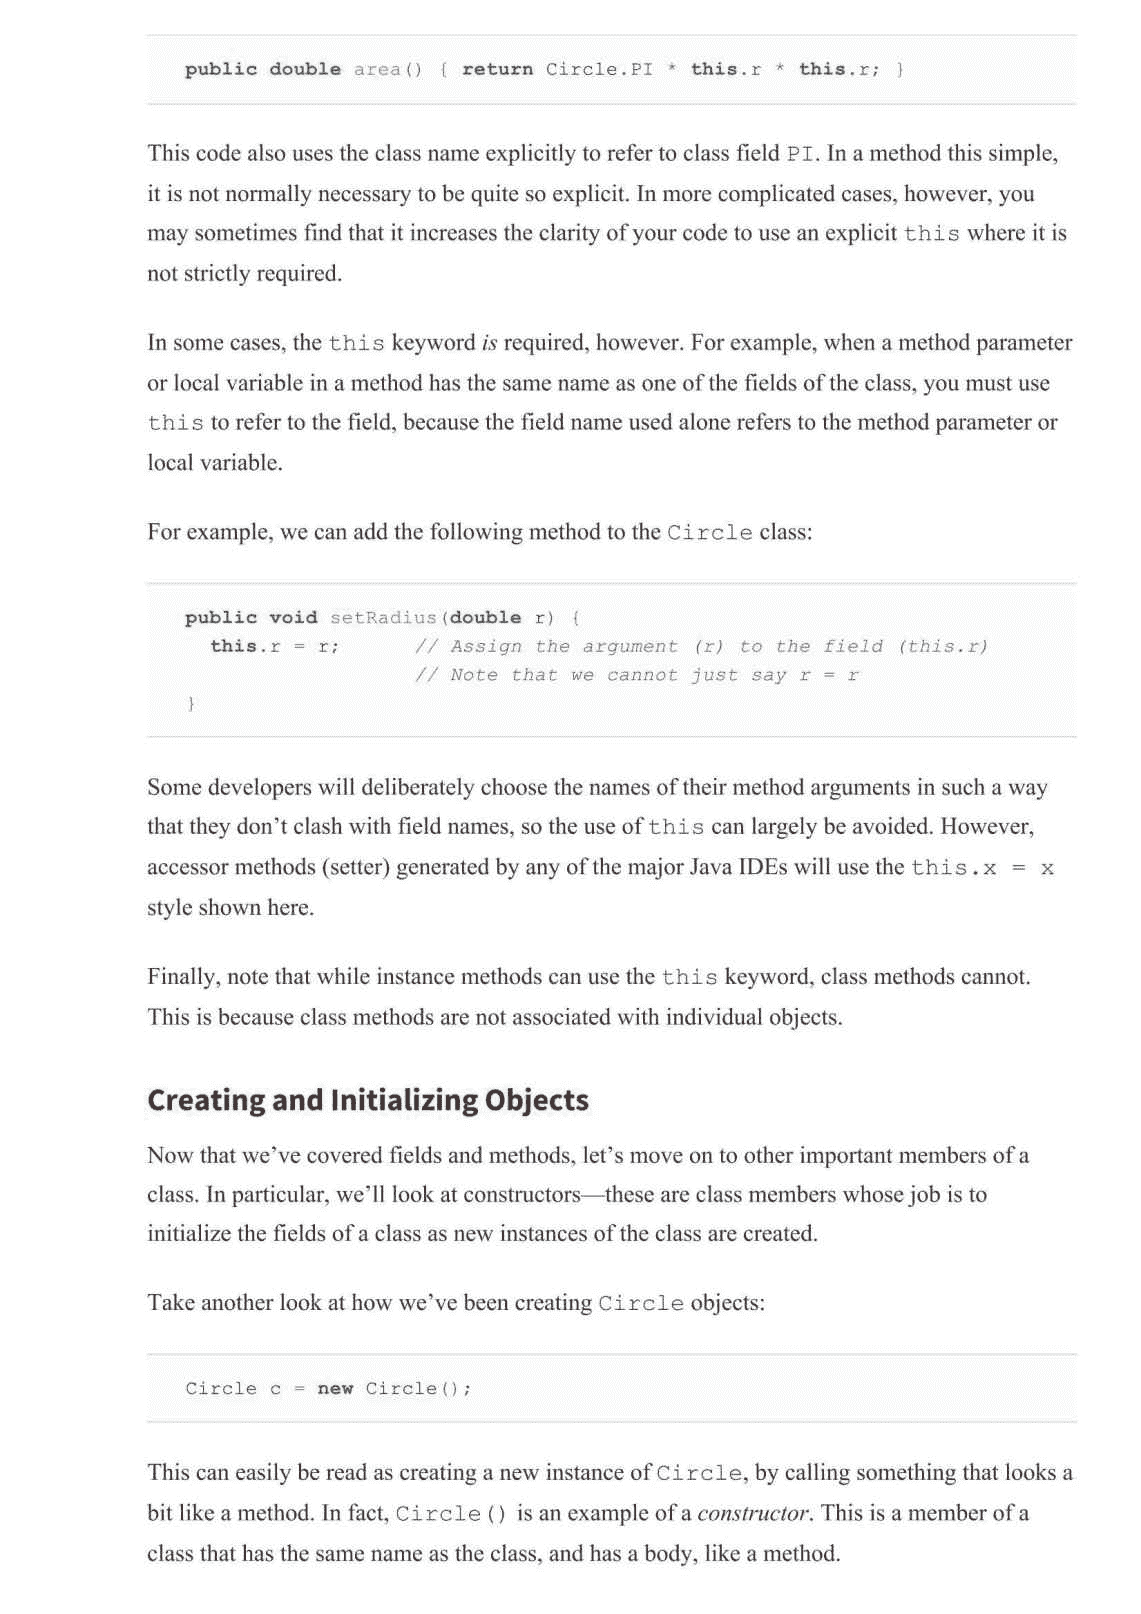 public double area() { return Circle.PI * this.r * this.r; }
This code also uses the class name explicitly to refer to class field PI. In a method this simple,
it is not normally necessary to be quite so explicit. In more complicated cases, however, you
may sometimes find that it increases the clarity of your code to use an explicit this where it is
not strictly required.
In some cases, the this keyword is required, however. For example, when a method parameter
or local variable in a method has the same name as one of the fields of the class, you must use
this to refer to the field, because the field name used alone refers to the method parameter or
local variable.
For example, we can add the following method to the Circle class:
public void setRadius(double r) {
this.r = r; // Assign the argument (r) to the field (this.r)
// Note that we cannot just say r = r
}
Some developers will deliberately choose the names of their method arguments in such a way
that they don’t clash with field names, so the use of this can largely be avoided. However,
accessor methods (setter) generated by any of the major Java IDEs will use the this.x = x
style shown here.
Finally, note that while instance methods can use the this keyword, class methods cannot.
This is because class methods are not associated with individual objects.
Creating and Initializing Objects
Now that we’ve covered fields and methods, let’s move on to other important members of a
class. In particular, we’ll look at constructors—these are class members whose job is to
initialize the fields of a class as new instances of the class are created.
Take another look at how we’ve been creating Circle objects:
Circle c = new Circle();
This can easily be read as creating a new instance of Circle, by calling something that looks a
bit like a method. In fact, Circle() is an example of a constructor. This is a member of a
class that has the same name as the class, and has a body, like a method.